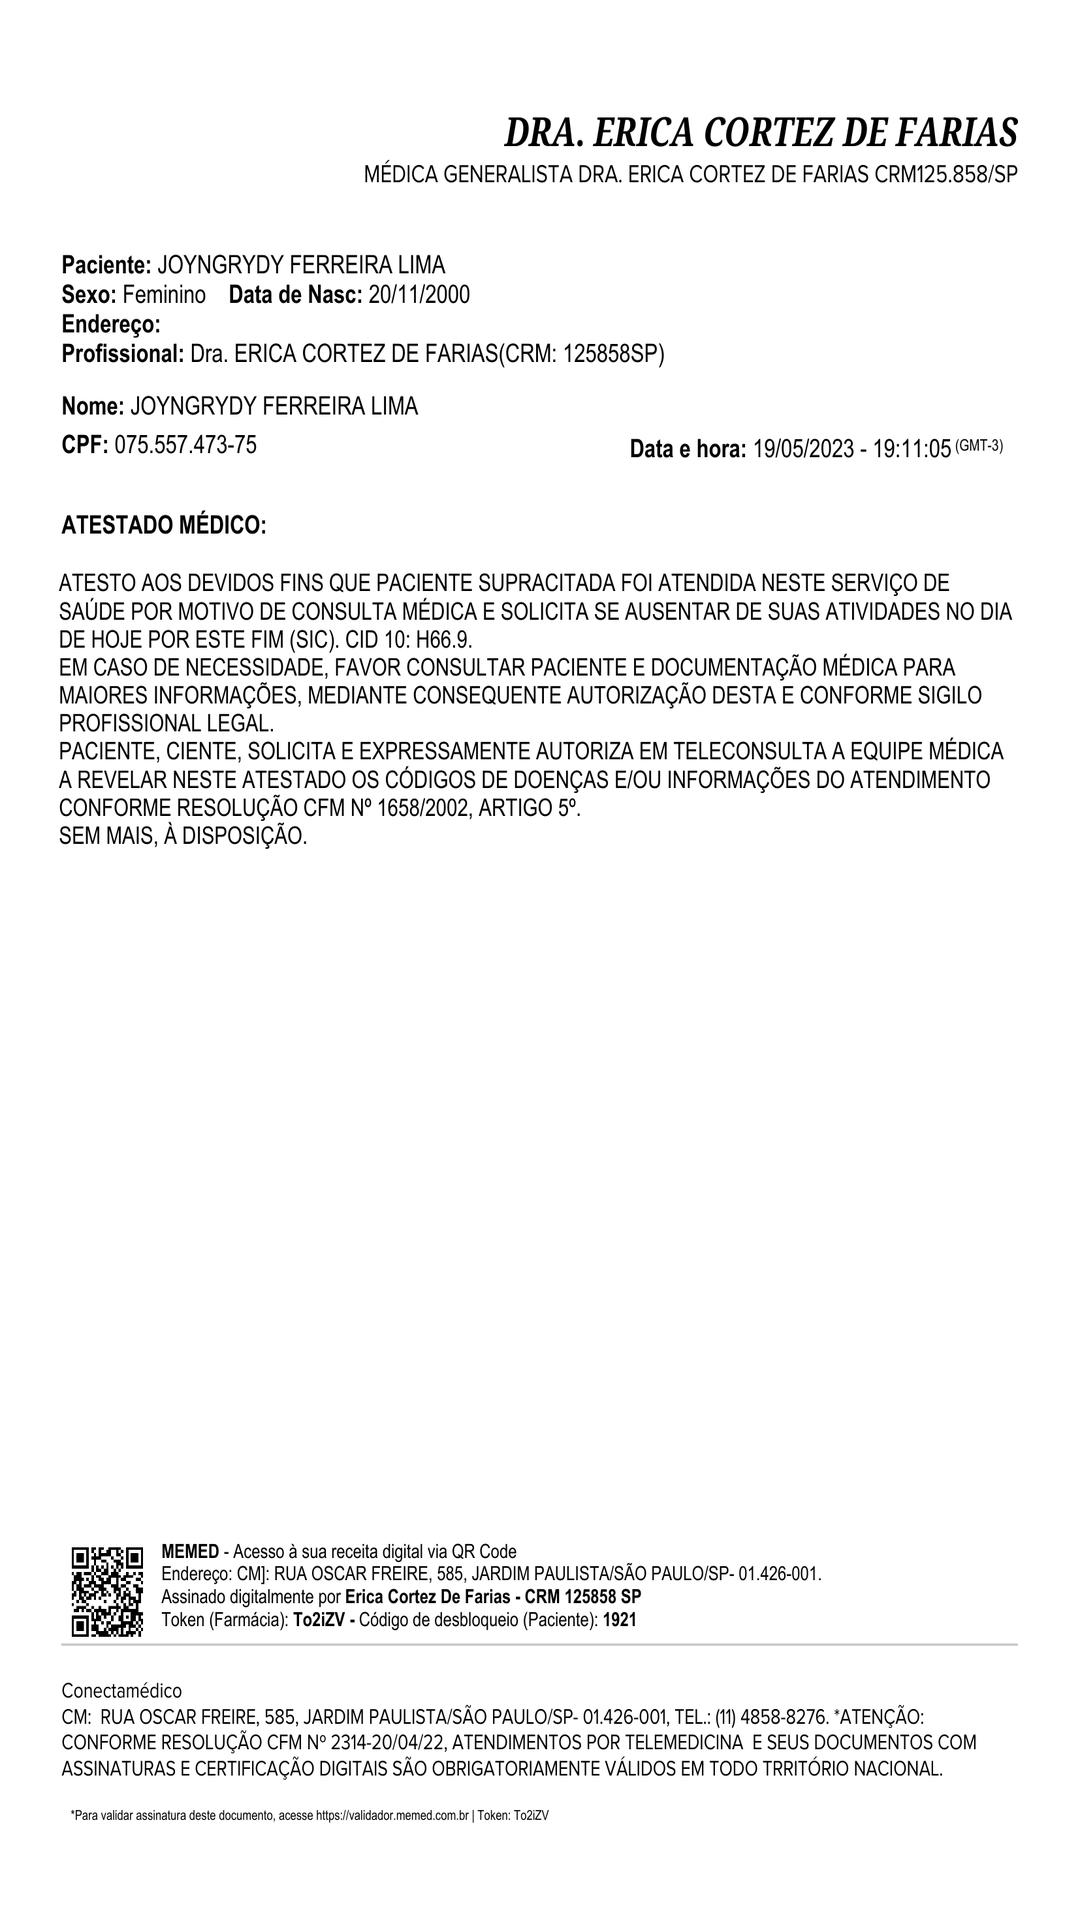 DRA. ERICA CORTEZ DE FARIAS
MÉDICA GENERALISTA DRA. ERICA CORTEZ DE FARIAS CRM125.858/SP
Paciente: JOYNGRYDY FERREIRA LIMA
Sexo: Feminino Data de Nasc: 20/11/2000
Endereço:
Profissional: Dra. ERICA CORTEZ DE FARIAS(CRM: 125858SP)
Nome: JOYNGRYDY FERREIRA LIMA
CPF: 075.557.473-75
Data e hora: 19/05/2023 - 19:11:05 (GMT-3)
ATESTADO MÉDICO:
ATESTO AOS DEVIDOS FINS QUE PACIENTE SUPRACITADA FOI ATENDIDA NESTE SERVIÇO DE
SAÚDE POR MOTIVO DE CONSULTA MÉDICA E SOLICITA SE AUSENTAR DE SUAS ATIVIDADES NO DIA
DE HOJE POR ESTE FIM (SIC). CID 10: H66.9.
EM CASO DE NECESSIDADE, FAVOR CONSULTAR PACIENTE E DOCUMENTAÇÃO MÉDICA PARA
MAIORES INFORMAÇÕES, MEDIANTE CONSEQUENTE AUTORIZAÇÃO DESTA E CONFORME SIGILO
PROFISSIONAL LEGAL.
PACIENTE, CIENTE, SOLICITA E EXPRESSAMENTE AUTORIZA EM TELECONSULTA A EQUIPE MÉDICA
A REVELAR NESTE ATESTADO OS CÓDIGOS DE DOENÇAS E/OU INFORMAÇÕES DO ATENDIMENTO
CONFORME RESOLUÇÃO CFM Nº 1658/2002, ARTIGO 5º.
SEM MAIS, À DISPOSIÇÃO.
MEMED - Acesso à sua receita digital via QR Code
Endereço: CM]: RUA OSCAR FREIRE, 585, JARDIM PAULISTA/SÃO PAULO/SP- 01.426-001.
Assinado digitalmente por Erica Cortez De Farias - CRM 125858 SP
Token (Farmácia): To2iZV - Código de desbloqueio (Paciente): 1921
Conectamédico
CM: RUA OSCAR FREIRE, 585, JARDIM PAULISTA/SÃO PAULO/SP- 01.426-001, TEL.: (11) 4858-8276. *ATENÇÃO:
CONFORME RESOLUÇÃO CFM Nº 2314-20/04/22, ATENDIMENTOS POR TELEMEDICINA E SEUS DOCUMENTOS COM
ASSINATURAS E CERTIFICAÇÃO DIGITAIS SÃO OBRIGATORIAMENTE VÁLIDOS EM TODO TRRITÓRIO NACIONAL.
*Para validar assinatura deste documento, acesse https://validador.memed.com.br | Token: To2iZV